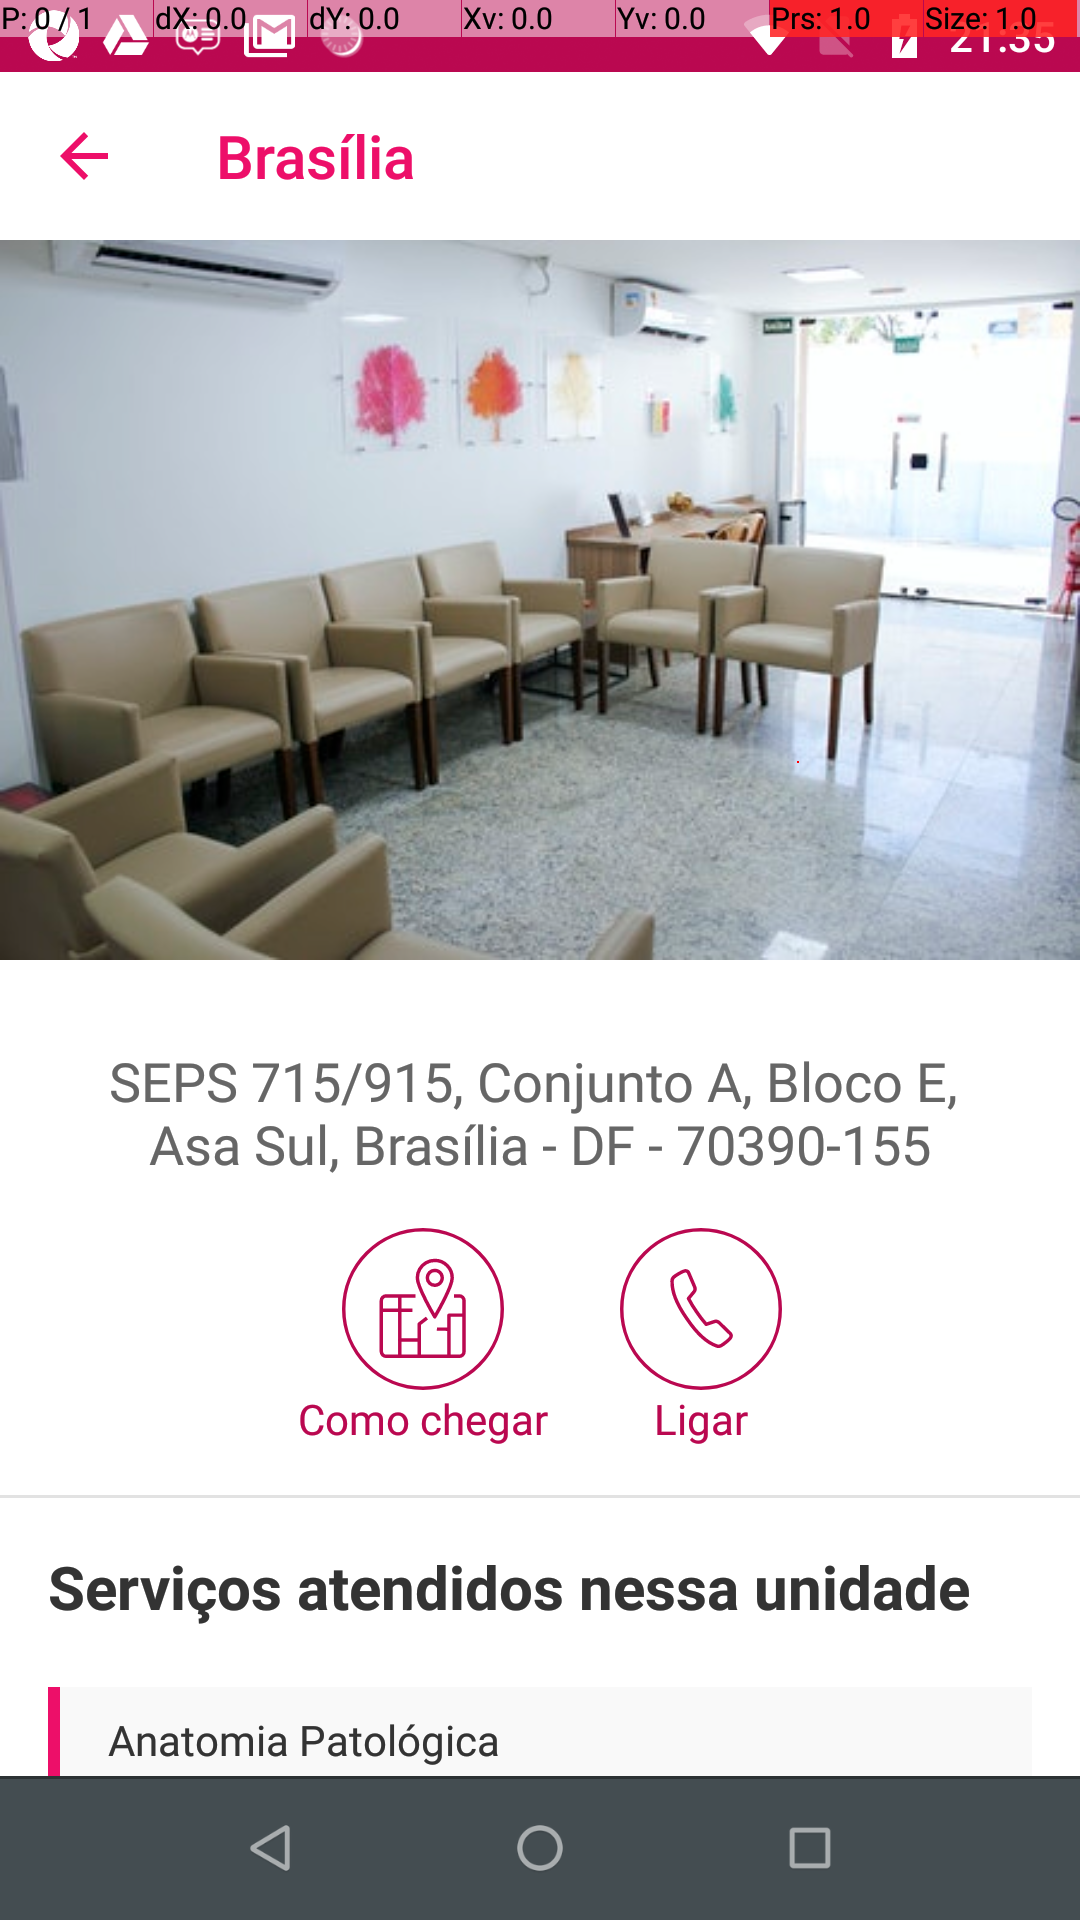 P: 0 / 1 dX: 0.0 dY: 0.0 Xv: 0.0 Yv: 0.0 Prs: 1.0 Size: 1.0
21:35
Brasília
SEPS 715/915, Conjunto A, Bloco E,
Asa Sul, Brasília - DF - 70390-155
Como chegar Ligar
Serviços atendidos nessa unidade
Anatomia Patológica